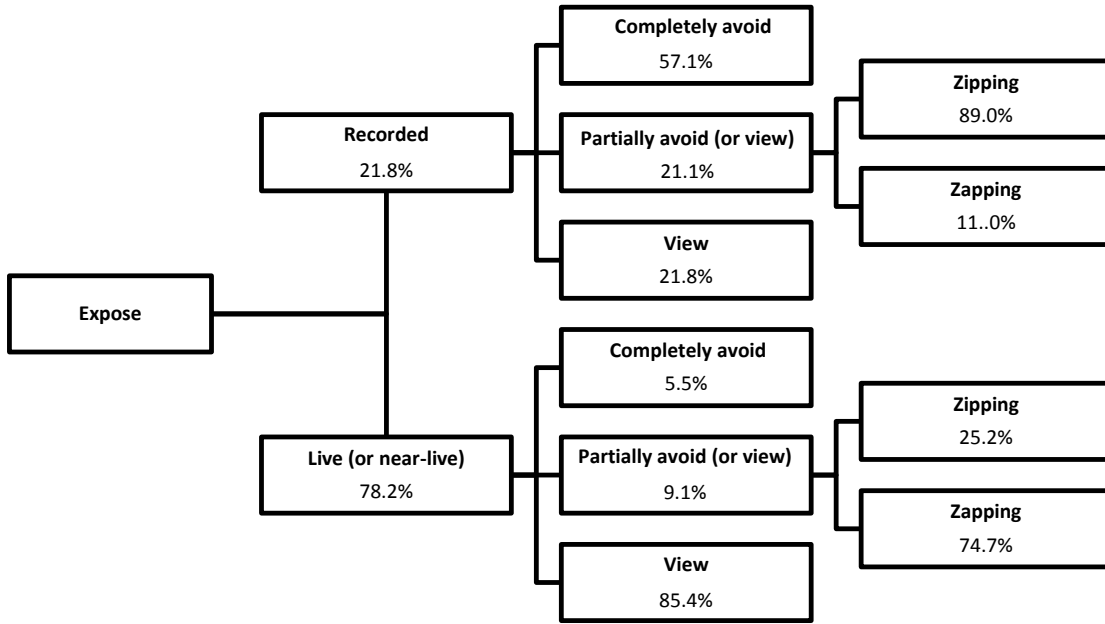 Completely avoid
57.1%
Zipping
89.0%
Recorded
21.8%
Partially avoid (or view)
21.1%
Zapping
11..0%
View
21.8%
Expose
Completely avoid
5.5%
Zipping
25.2%
Live (or near-live)
78.2%
Partially avoid (or view)
9.1%
Zapping
74.7%
View
85.4%